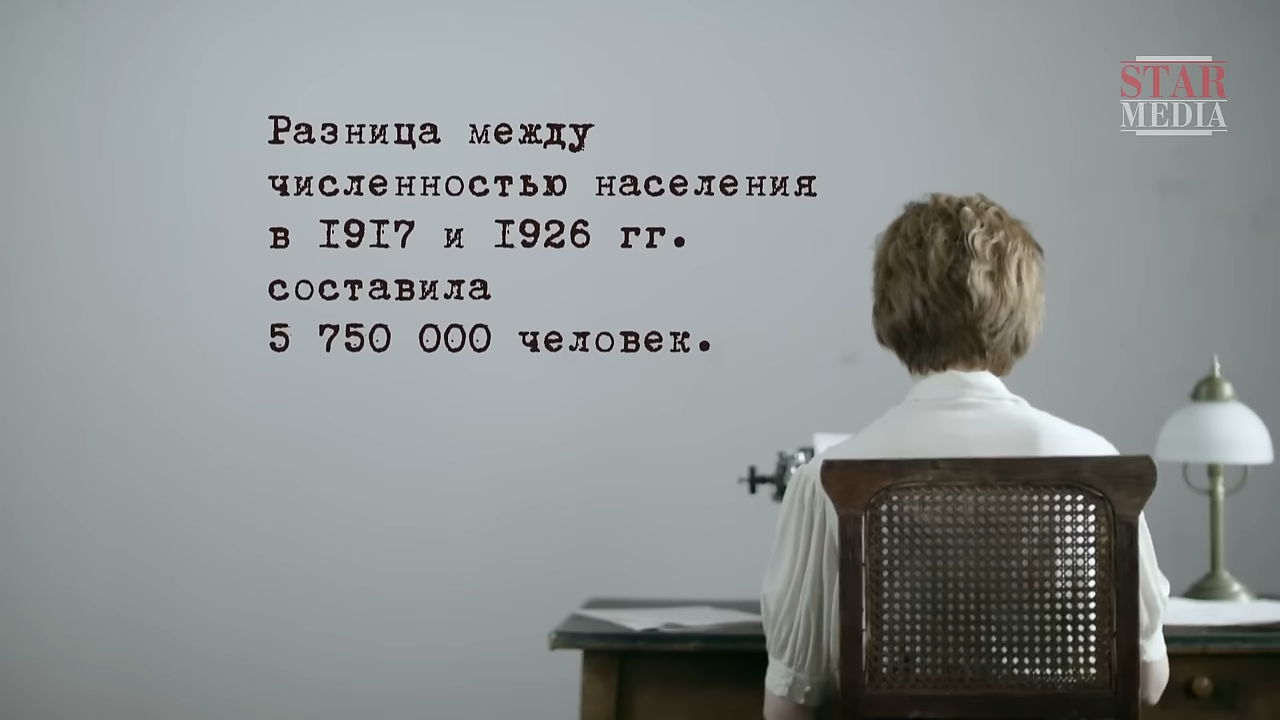 Разница между
численностью населения
в 1917 и 1926 гг.
составила
5 750 000 человек.
STAR
MEDIA